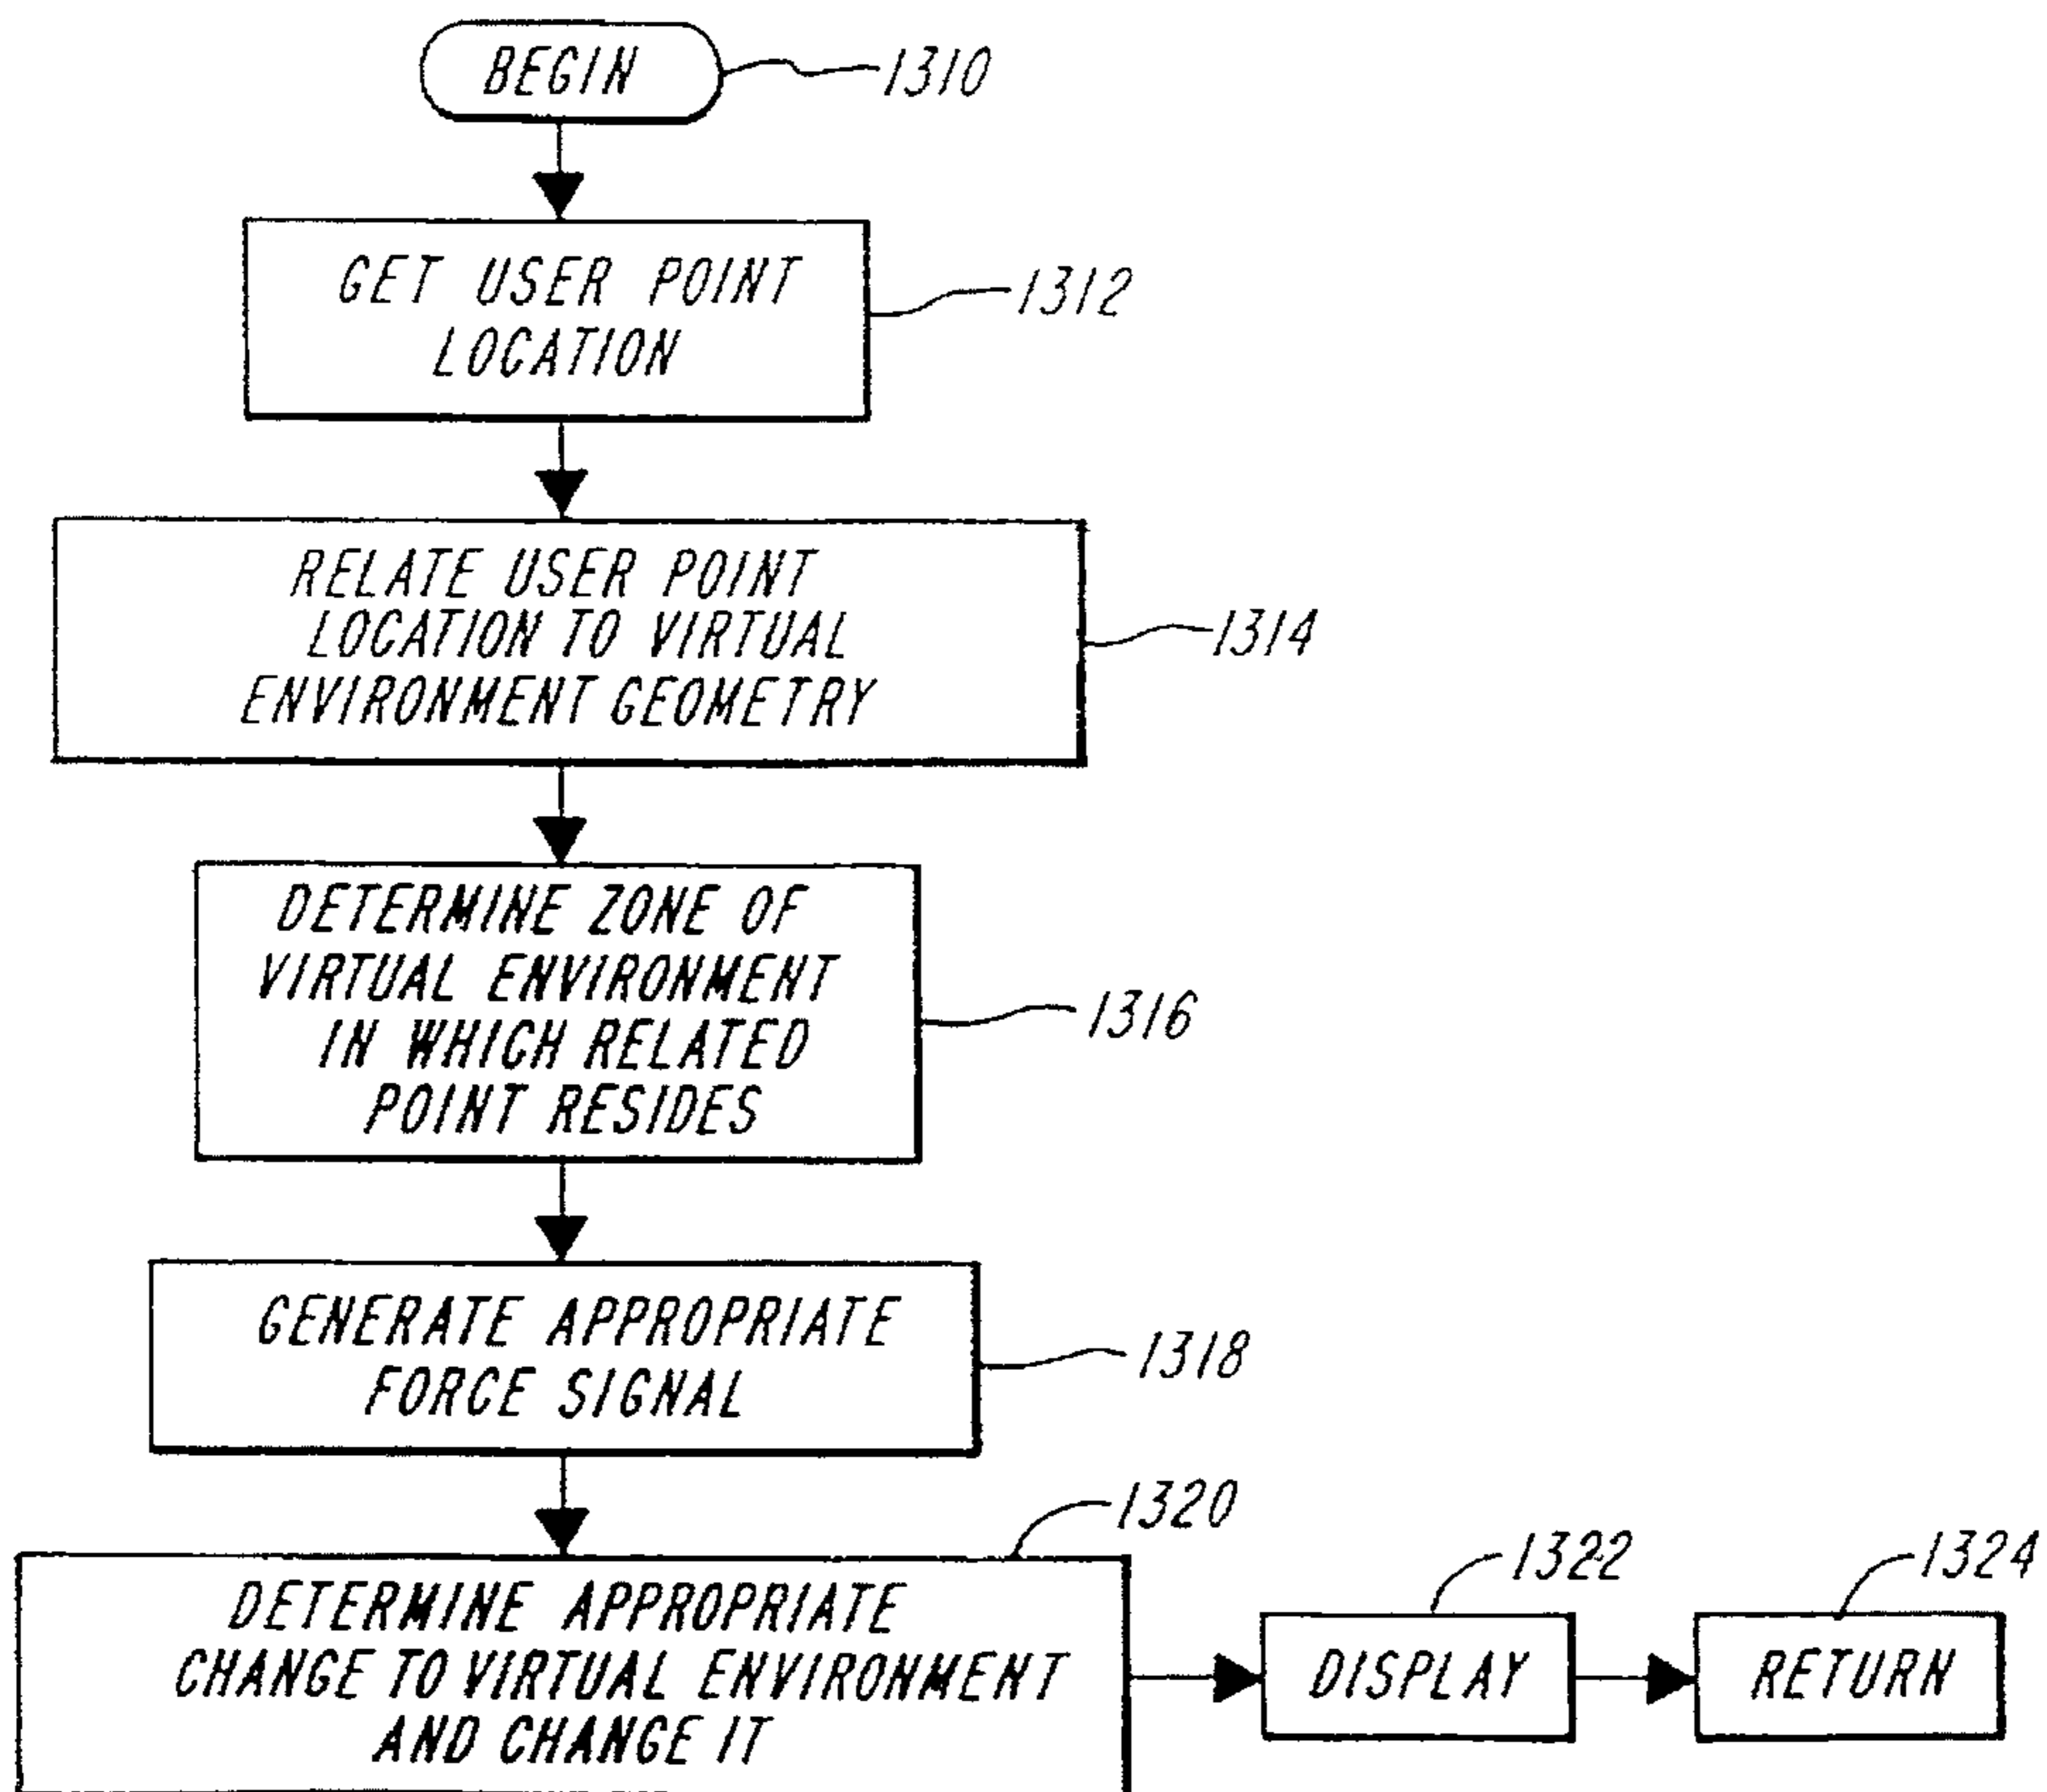 BEGIN
1310
GET USER POINT
LOCATION
1312
RELATE USER POINT
LOCATION TO VIRTUAL
ENVIRONMENT GEOMETRY
1314
DETERMINE ZONE OF
VIRTUAL ENVIRONMENT
IN WHICH RELATED
POINT RESIDES
1316
GENERATE APPROPRIATE
FORCE SIGNAL
1318
1320
DETERMINE APPROPRIATE
CHANGE TO VIRTUAL ENVIRONMENT
AND CHANGE IT
1322
DISPLAY
1324
RETURN